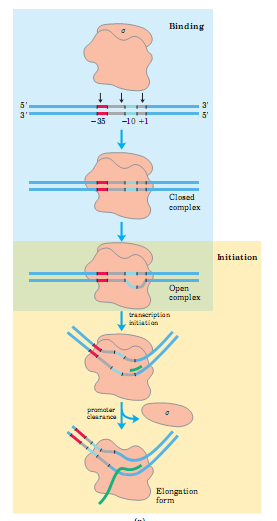 σ
Binding
5' 3'
3' 5'
−35 −10 +1
Closed
complex
Initiation
Open
complex
transcription
initiation
promoter
clearance
σ
Elongation
form